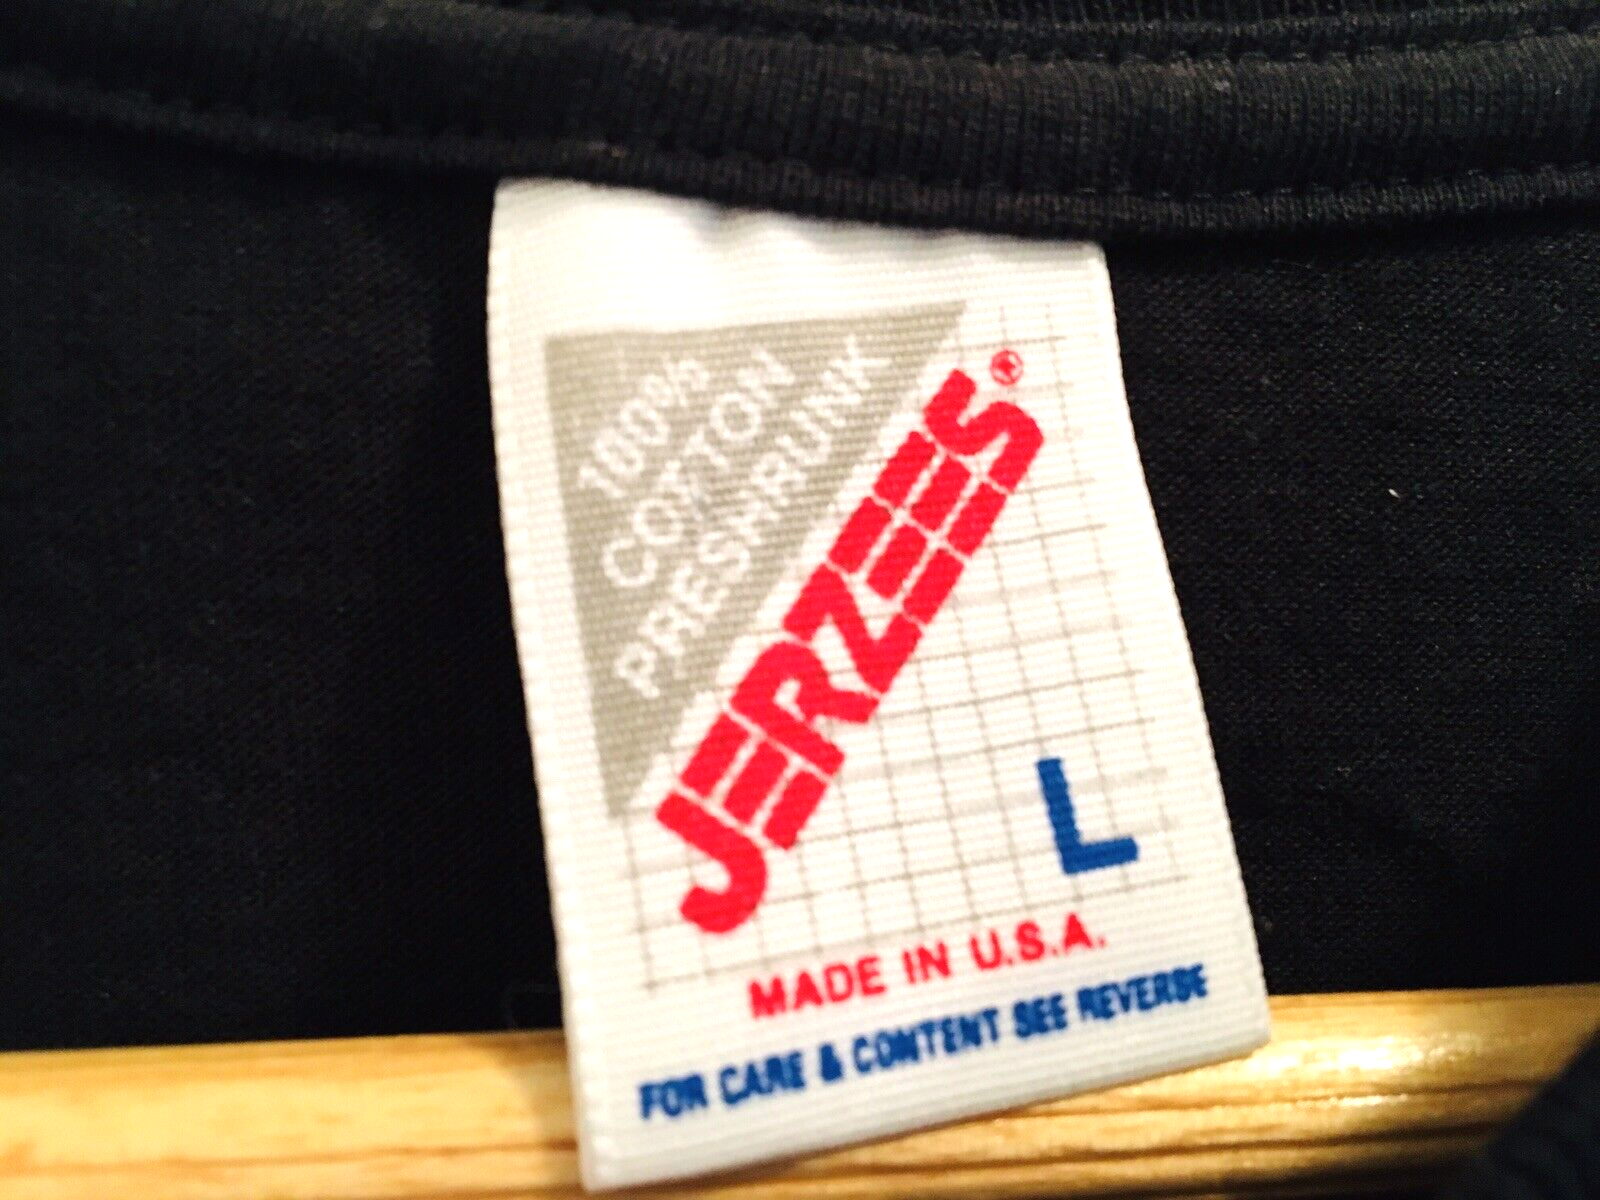 100%
COTTON
PRESHRUNK
JERZEES®
L
MADE IN U.S.A.
FOR CARE & CONTENT SEE REVERSE